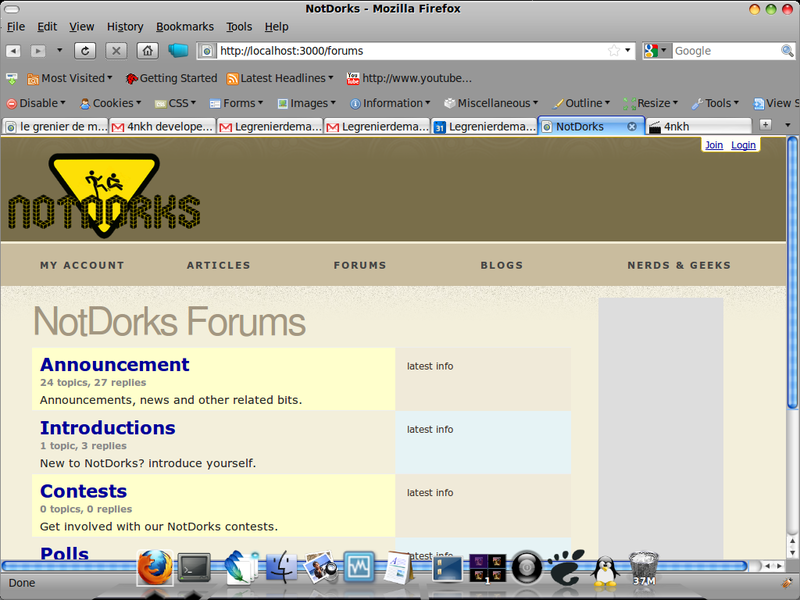 NotDorks - Mozilla Firefox
File Edit View History Bookmarks Tools Help
http://localhost:3000/forums
Google
Most Visited Getting Started Latest Headlines http://www.youtube...
Disable Cookies CSS Forms Images Information Miscellaneous Outline Resize Tools View S
le grenier de m... 4nkh develope... Legrenierdema... Legrenierdema... Legrenierdema... NotDorks 4nkh
Join Login
NOTDORKS
MY ACCOUNT ARTICLES FORUMS BLOGS NERDS & GEEKS
NotDorks Forums
Announcement
24 topics, 27 replies
Announcements, news and other related bits.
latest info
Introductions
1 topic, 3 replies
New to NotDorks? introduce yourself.
latest info
Contests
0 topics, 0 replies
Get involved with our NotDorks contests.
latest info
Polls
latest info
Done
37M